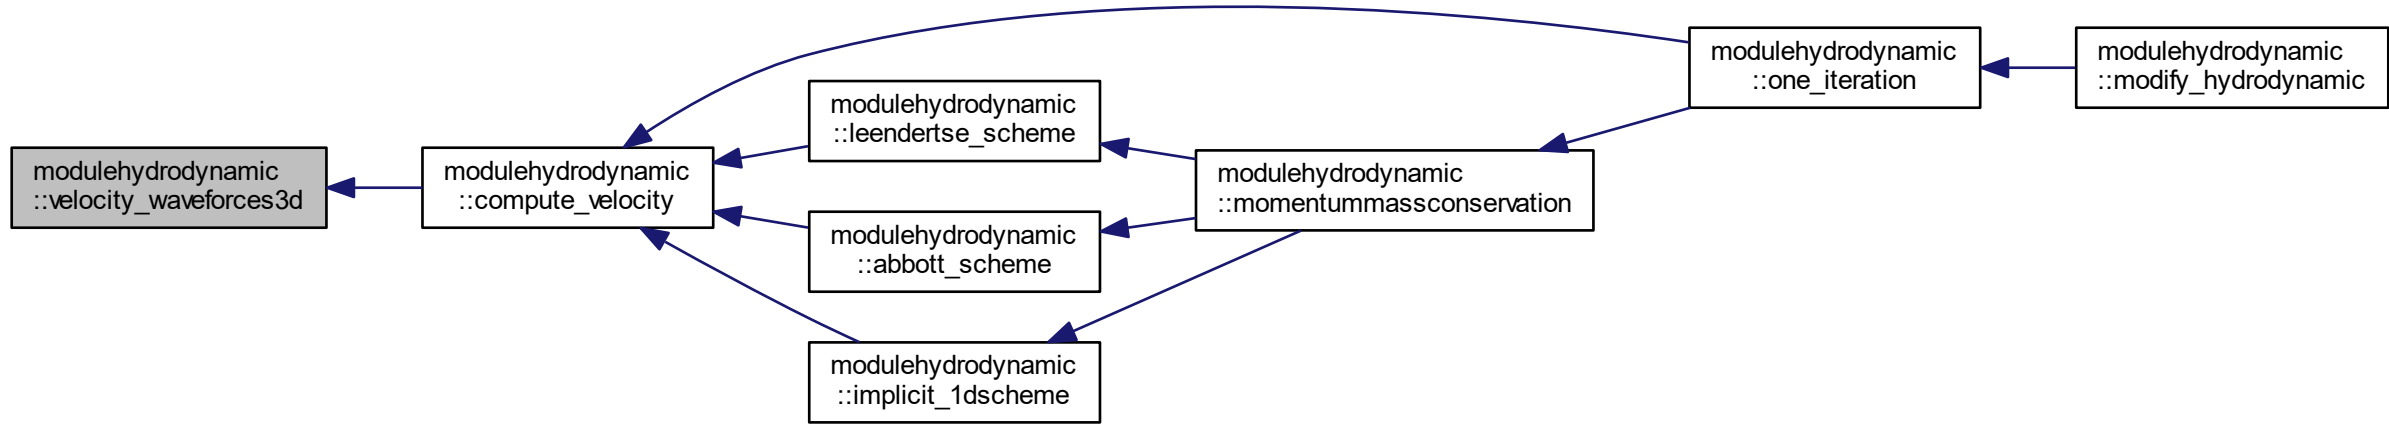 modulehydrodynamic
::velocity_waveforces3d
modulehydrodynamic
::compute_velocity
modulehydrodynamic
::leendertse_scheme
modulehydrodynamic
::abbott_scheme
modulehydrodynamic
::implicit_1dscheme
modulehydrodynamic
::momentummassconservation
modulehydrodynamic
::one_iteration
modulehydrodynamic
::modify_hydrodynamic